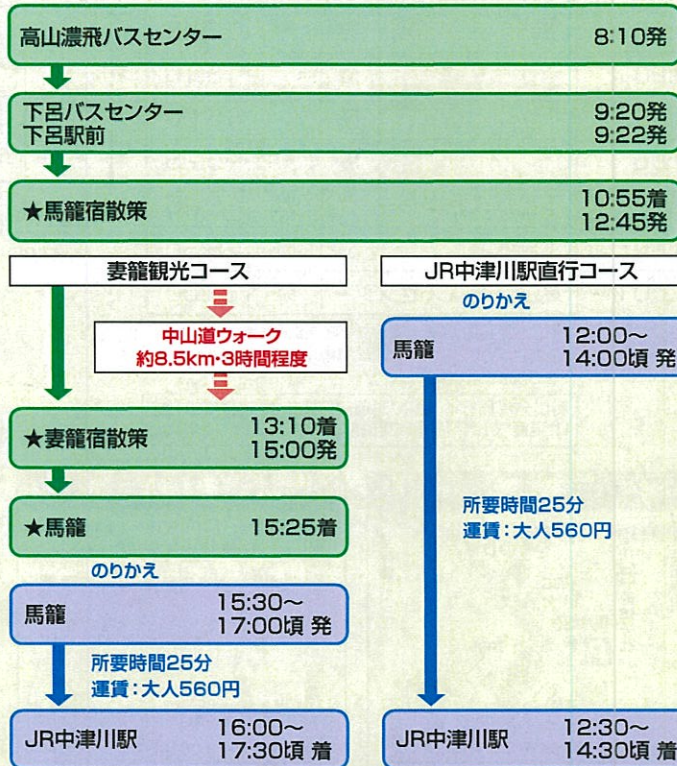 高山濃飛バスセンター 8:10発
下呂バスセンター 9:20発
下呂駅前 9:22発
★馬籠宿散策 10:55着
12:45発
妻籠観光コース
中山道ウォーク
約8.5km・3時間程度
★妻籠宿散策 13:10着
15:00発
★馬籠 15:25着
のりかえ
馬籠 15:30~
17:00頃 発
所要時間25分
運賃:大人560円
JR中津川駅 16:00~
17:30頃 着
JR中津川駅直行コース
のりかえ
馬籠 12:00~
14:00頃 発
所要時間25分
運賃:大人560円
JR中津川駅 12:30~
14:30頃 着